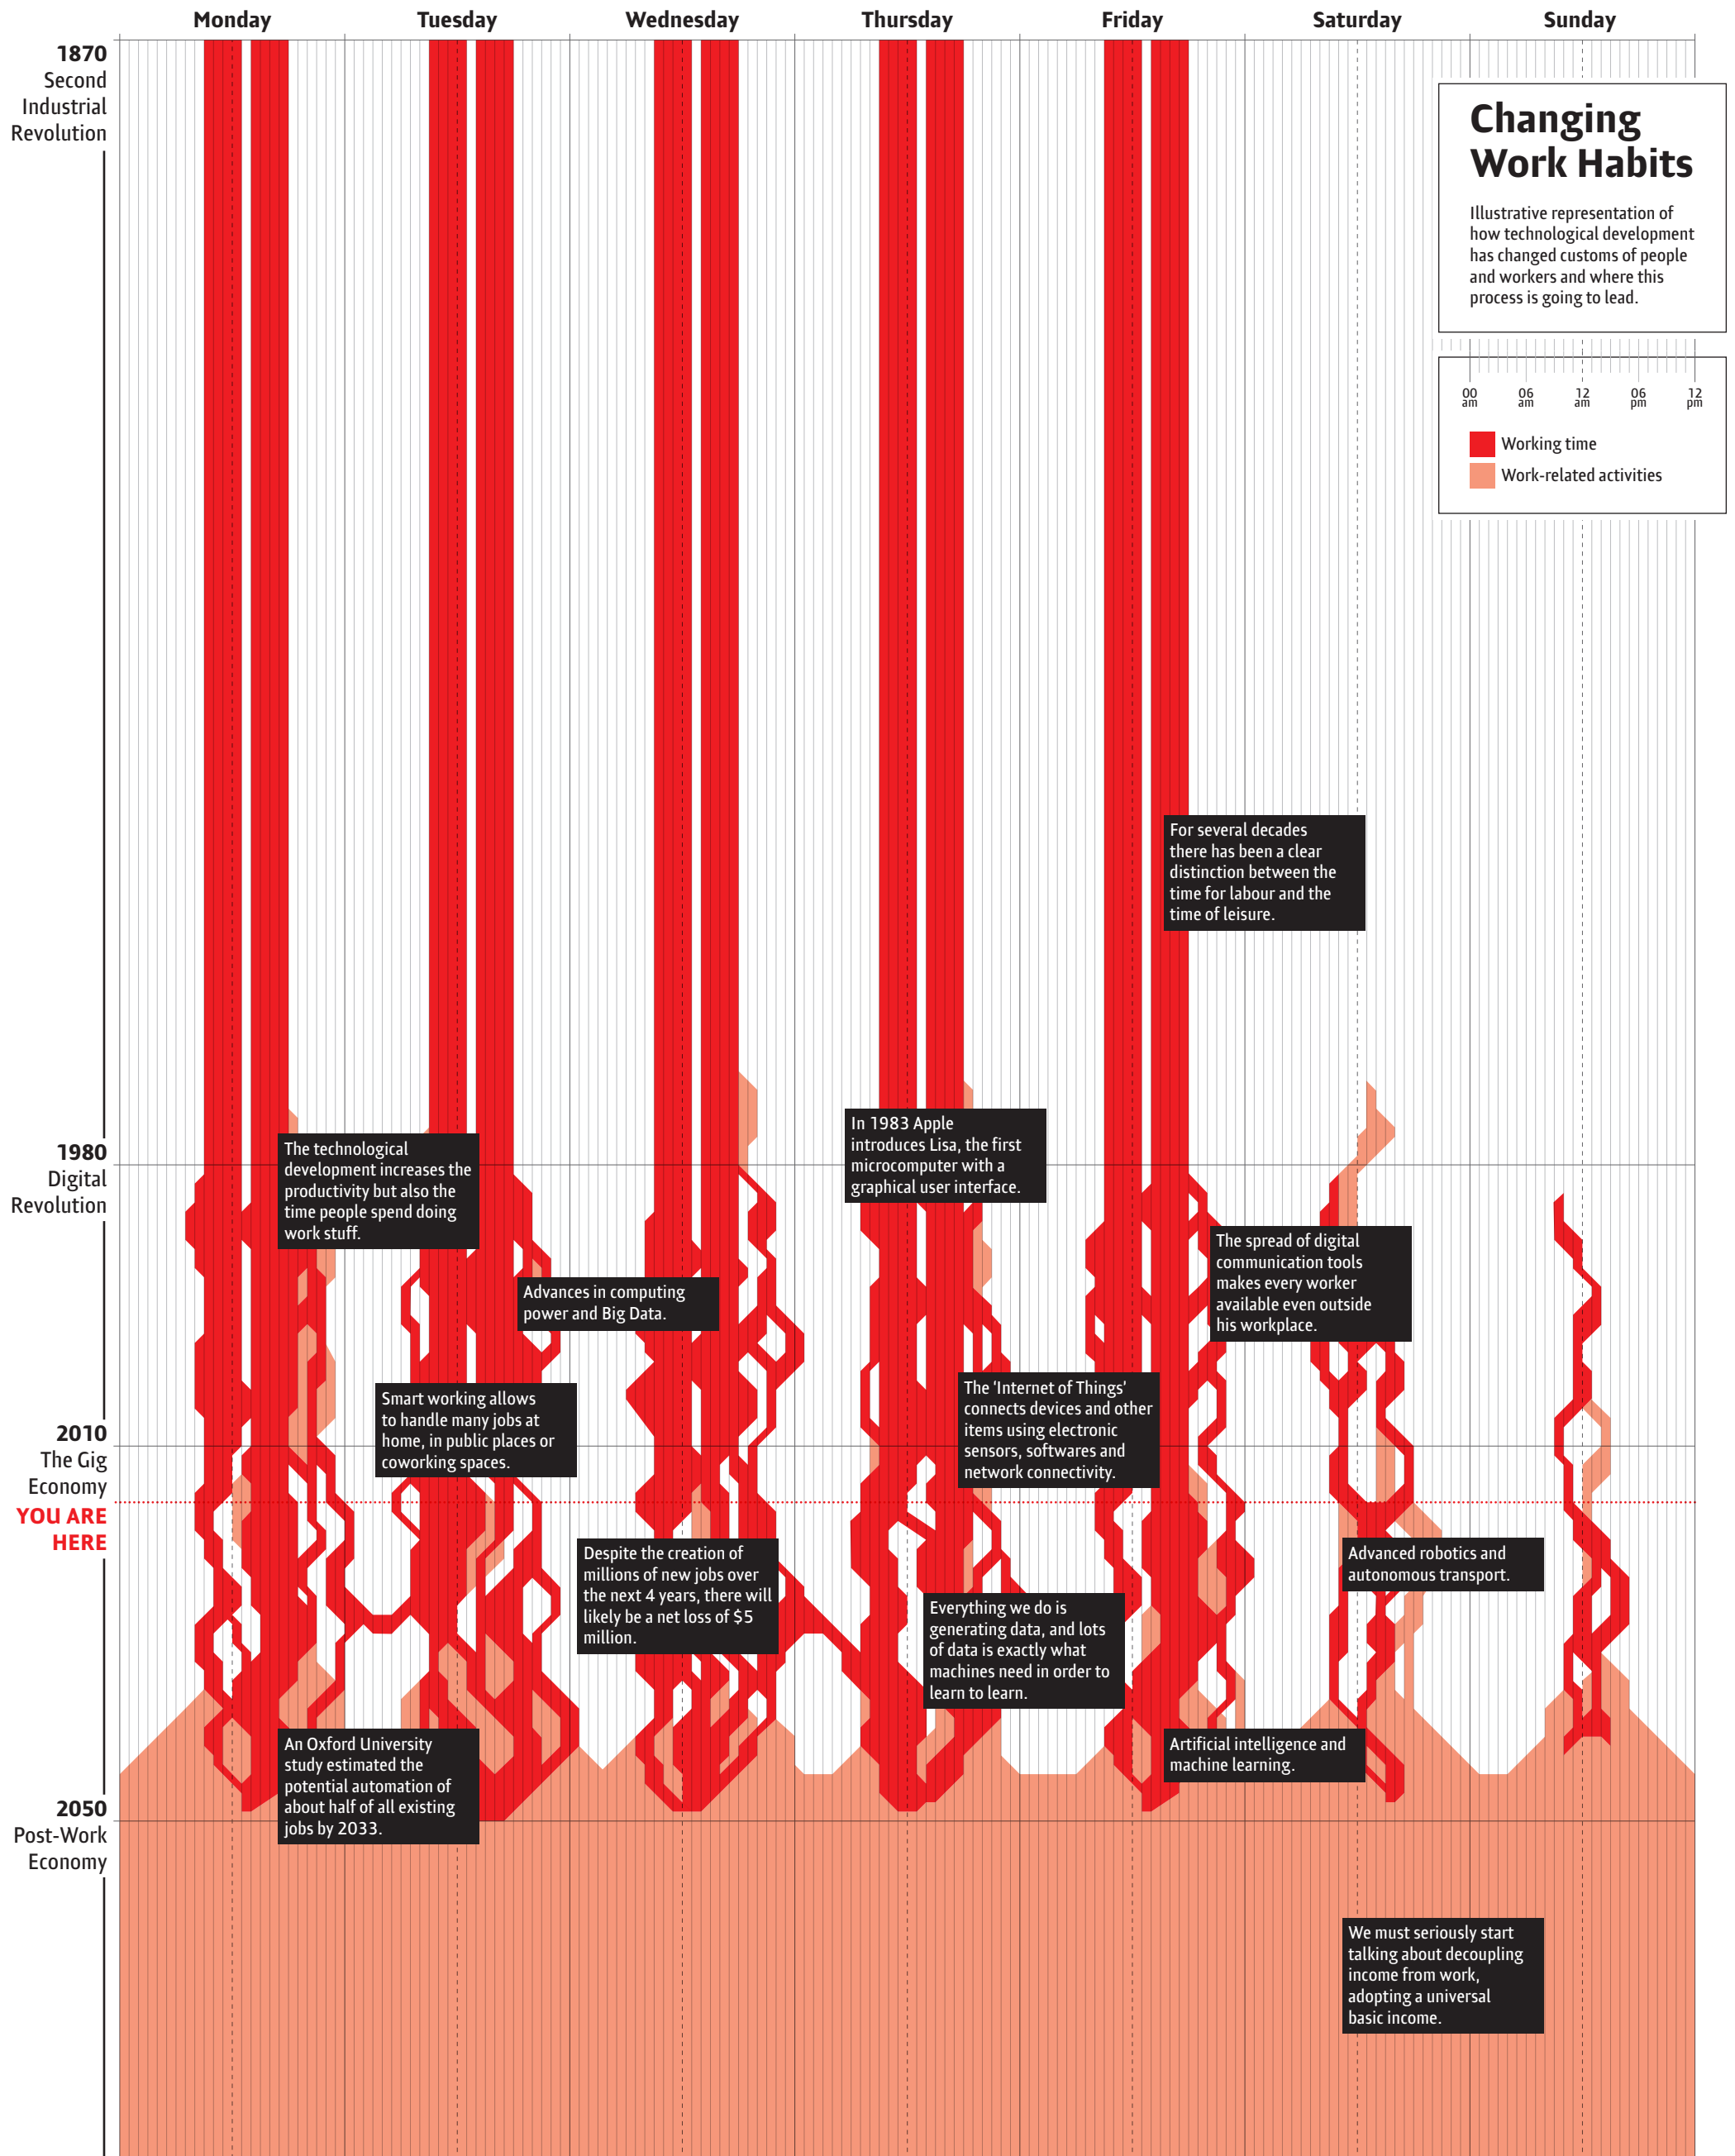 Monday Tuesday Wednesday Thursday Friday Saturday Sunday
1870
Second
Industrial
Revolution
Changing
Work Habits
Illustrative representation of
how technological development
has changed customs of people
and workers and where this
process is going to lead.
00 06 12 06 12
am am am pm pm
Working time
Work-related activities
For several decades
there has been a clear
distinction between the
time for labour and the
time of leisure.
1980
Digital
Revolution
The technological
development increases the
productivity but also the
time people spend doing
work stuff.
In 1983 Apple
introduces Lisa, the first
microcomputer with a
graphical user interface.
The spread of digital
communication tools
makes every worker
available even outside
his workplace.
Advances in computing
power and Big Data.
Smart working allows
to handle many jobs at
home, in public places or
coworking spaces.
The ‘Internet of Things’
connects devices and other
items using electronic
sensors, softwares and
network connectivity.
2010
The Gig
Economy
YOU ARE
HERE
Despite the creation of
millions of new jobs over
the next 4 years, there will
likely be a net loss of $5
million.
Advanced robotics and
autonomous transport.
Everything we do is
generating data, and lots
of data is exactly what
machines need in order to
learn to learn.
An Oxford University
study estimated the
potential automation of
about half of all existing
jobs by 2033.
Artificial intelligence and
machine learning.
2050
Post-Work
Economy
We must seriously start
talking about decoupling
income from work,
adopting a universal
basic income.